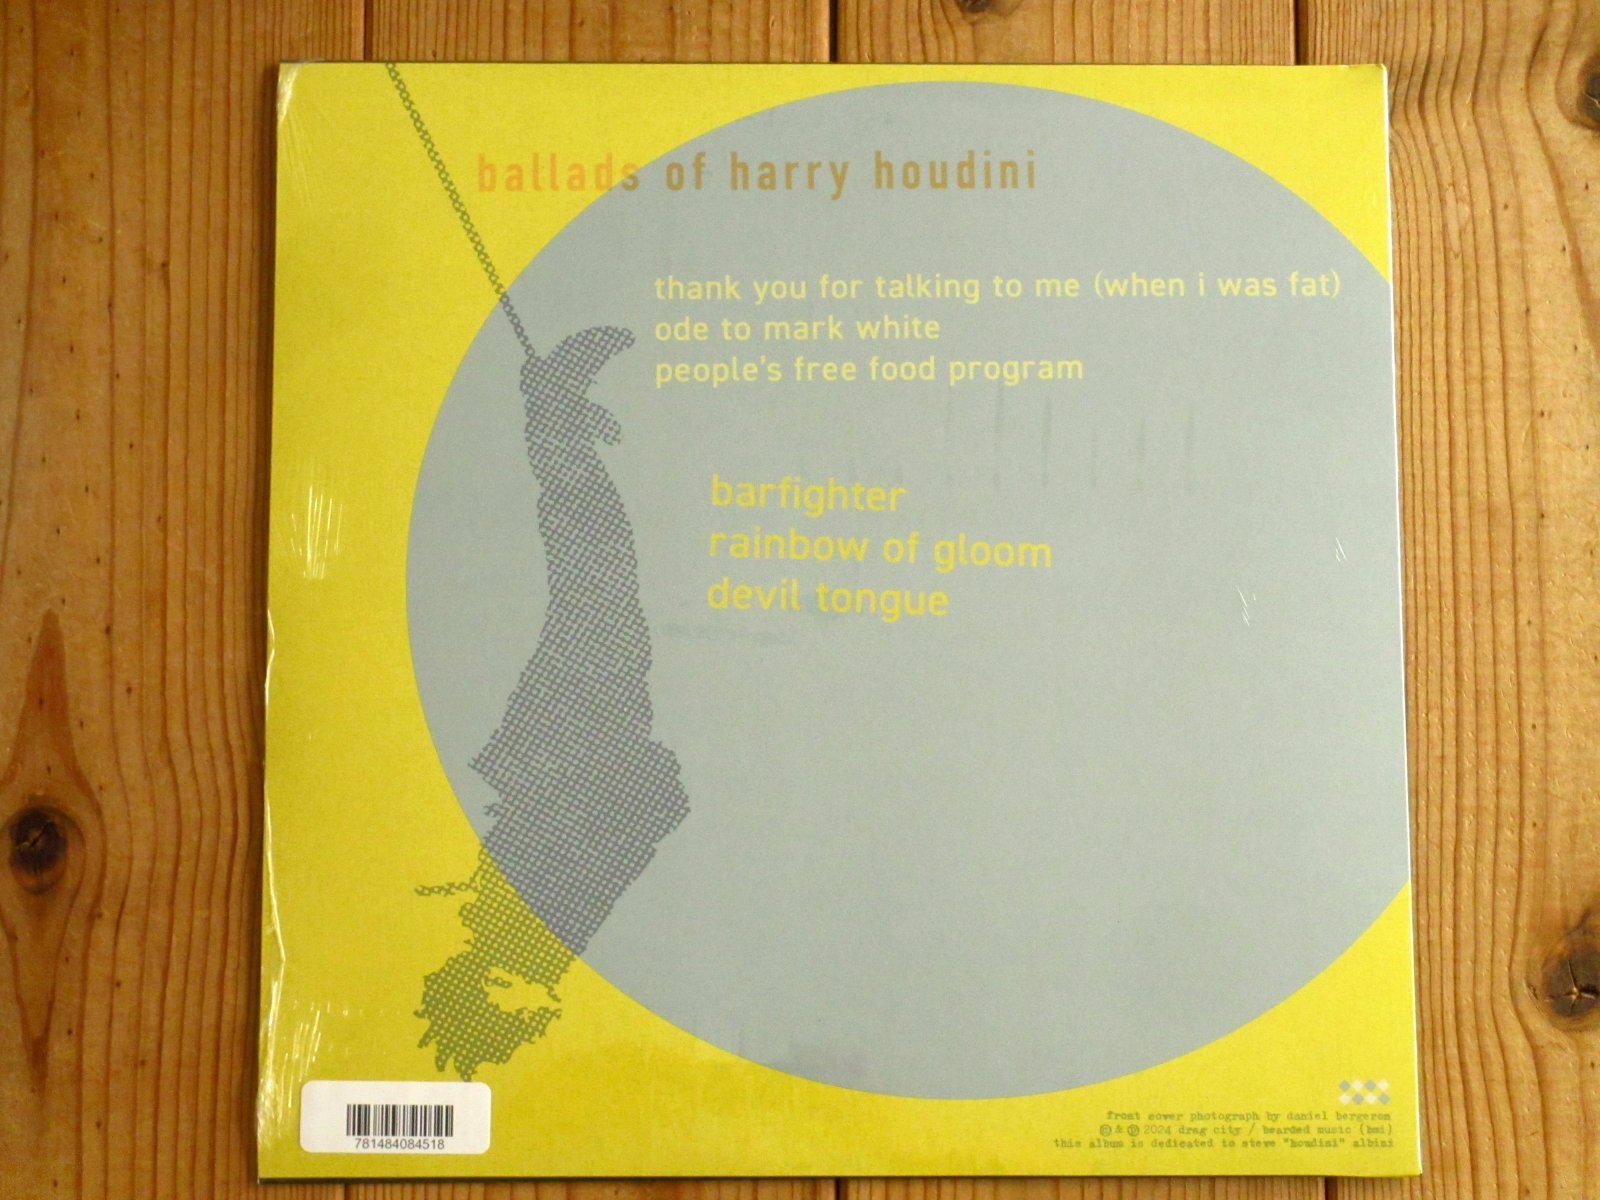 ballads of harry houdini
thank you for talking to me (when i was fat)
ode to mark white
people's free food program
barfighter
rainbow of gloom
devil tongue
781484084518
front cover photograph by daniel bergeron
© & ℗ 2024 drag city / bearded music (bmi)
this album is dedicated to steve "houdini" albini